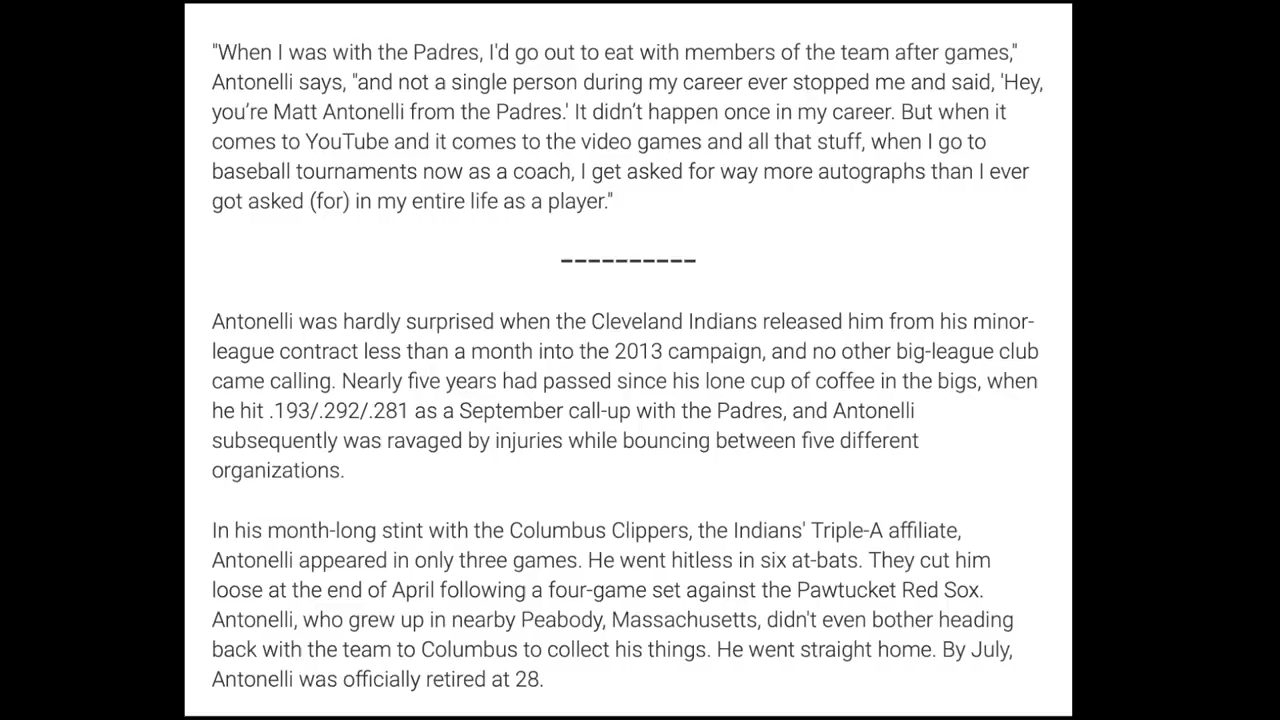 "When I was with the Padres, I'd go out to eat with members of the team after games,"
Antonelli says, "and not a single person during my career ever stopped me and said, 'Hey,
you’re Matt Antonelli from the Padres.' It didn’t happen once in my career. But when it
comes to YouTube and it comes to the video games and all that stuff, when I go to
baseball tournaments now as a coach, I get asked for way more autographs than I ever
got asked (for) in my entire life as a player."
––––––––––
Antonelli was hardly surprised when the Cleveland Indians released him from his minor-
league contract less than a month into the 2013 campaign, and no other big-league club
came calling. Nearly five years had passed since his lone cup of coffee in the bigs, when
he hit .193/.292/.281 as a September call-up with the Padres, and Antonelli
subsequently was ravaged by injuries while bouncing between five different
organizations.
In his month-long stint with the Columbus Clippers, the Indians' Triple-A affiliate,
Antonelli appeared in only three games. He went hitless in six at-bats. They cut him
loose at the end of April following a four-game set against the Pawtucket Red Sox.
Antonelli, who grew up in nearby Peabody, Massachusetts, didn't even bother heading
back with the team to Columbus to collect his things. He went straight home. By July,
Antonelli was officially retired at 28.